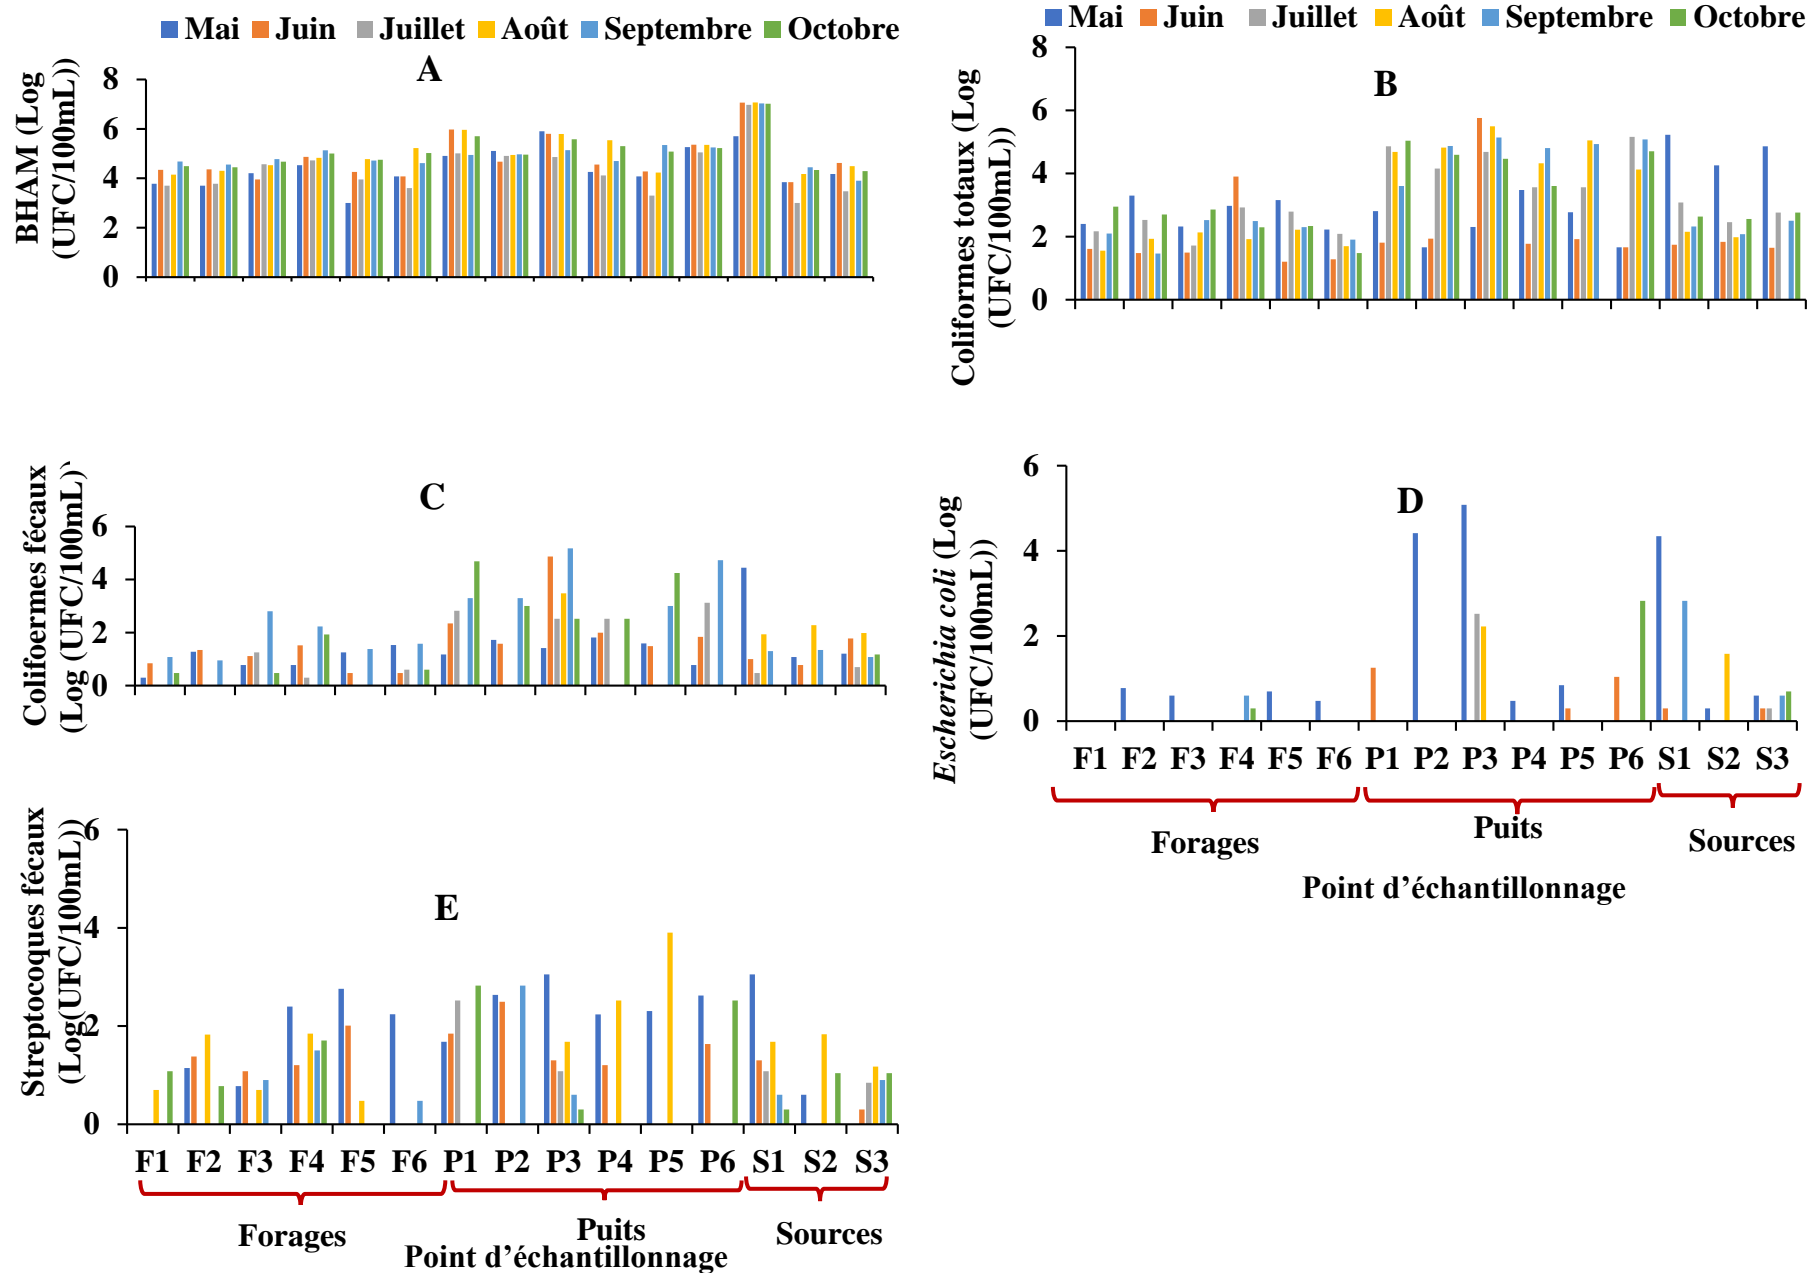 Mai Juin Juillet Août Septembre Octobre
A
BHAM (Log
(UFC/100mL))
8
6
4
2
0
Mai Juin Juillet Août Septembre Octobre
B
Coliformes totaux (Log
(UFC/100mL))
8
6
4
2
0
C
Colifoermes fécaux
(Log (UFC/100mL)
6
4
2
0
D
Escherichia coli (Log
(UFC/100mL))
6
4
2
0
F1 F2 F3 F4 F5 F6 P1 P2 P3 P4 P5 P6 S1 S2 S3
Forages Puits Sources
Point d’échantillonnage
E
Streptocoques fécaux
(Log(UFC/100mL))
6
4
2
0
F1 F2 F3 F4 F5 F6 P1 P2 P3 P4 P5 P6 S1 S2 S3
Forages Puits Sources
Point d’échantillonnage